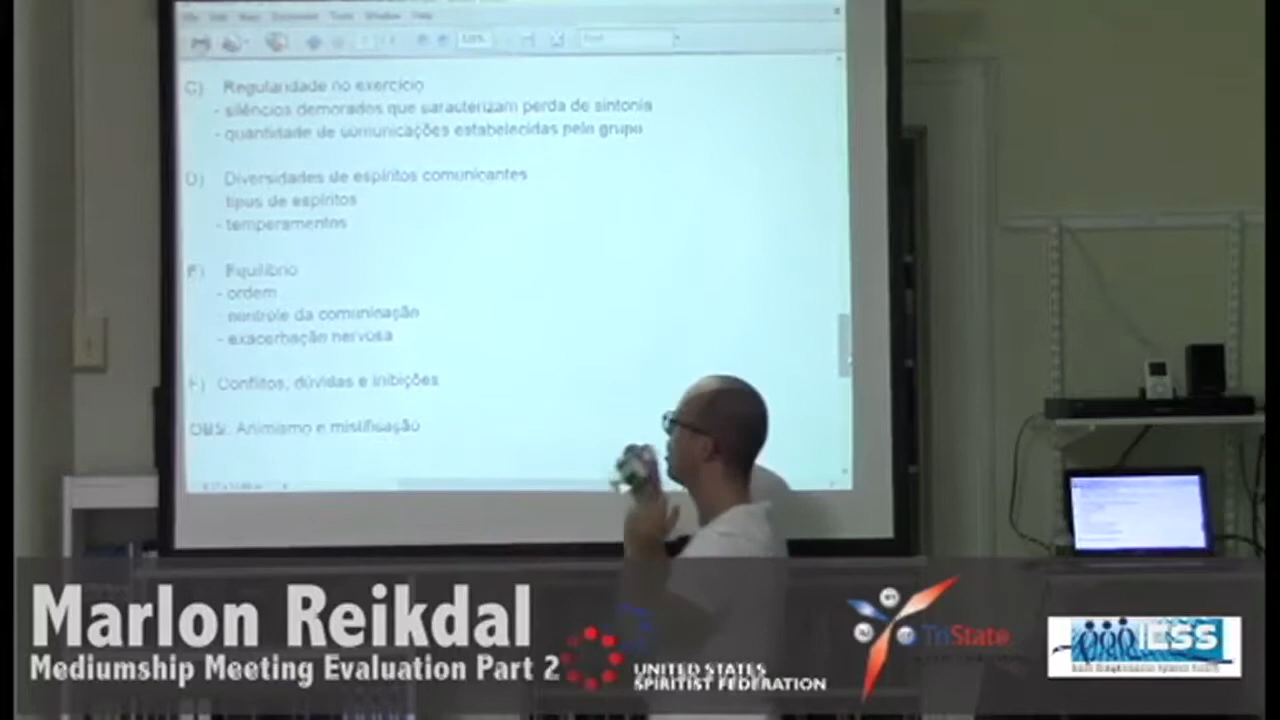 C) Regularidade no exercício
- silêncios demorados que caracterizam perda de sintonia
- quantidade de comunicações estabelecidas pelo grupo
D) Diversidades de espíritos comunicantes
tipos de espíritos
- temperamentos
E) Equilíbrio
- ordem
controle da comunicação
- exacerbação nervosa
F) Conflitos, dúvidas e inibições
OBS: Animismo e mistificação
Marlon Reikdal
Mediumship Meeting Evaluation Part 2
UNITED STATES
SPIRITIST FEDERATION
TriState
ESS